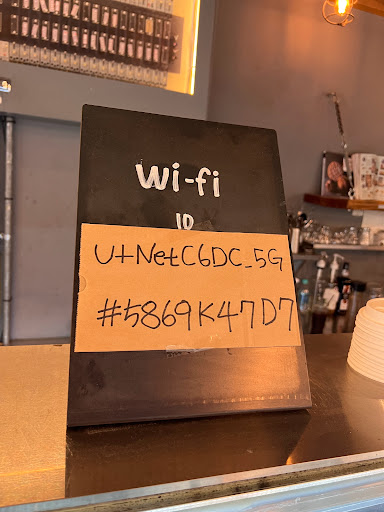 Wi-fi
ID
U+NetC6DC_5G
#5869K47D7